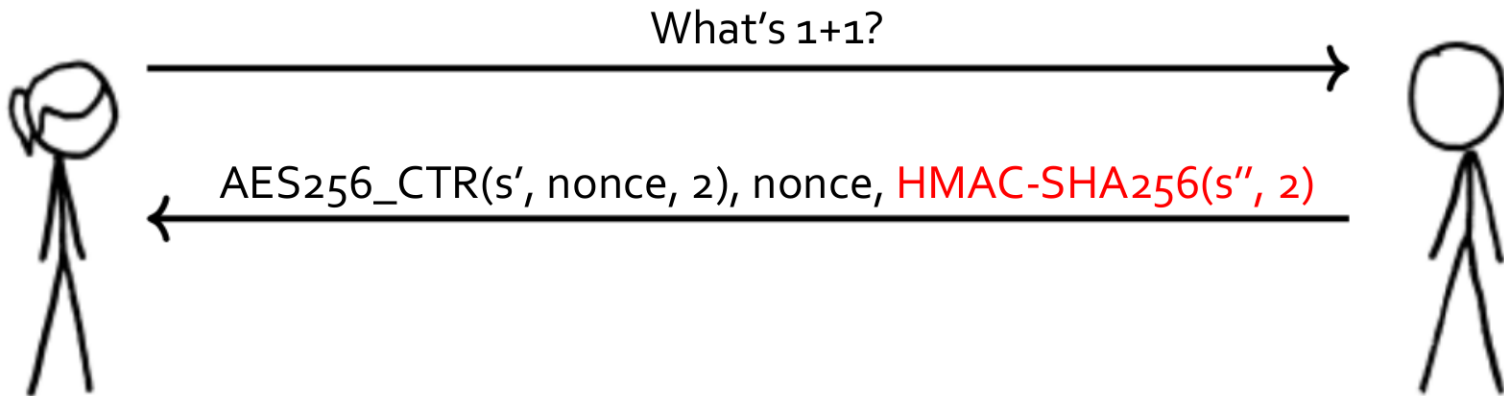 What's 1+1?
AES256_CTR(s′, nonce, 2), nonce, HMAC-SHA256(s″, 2)